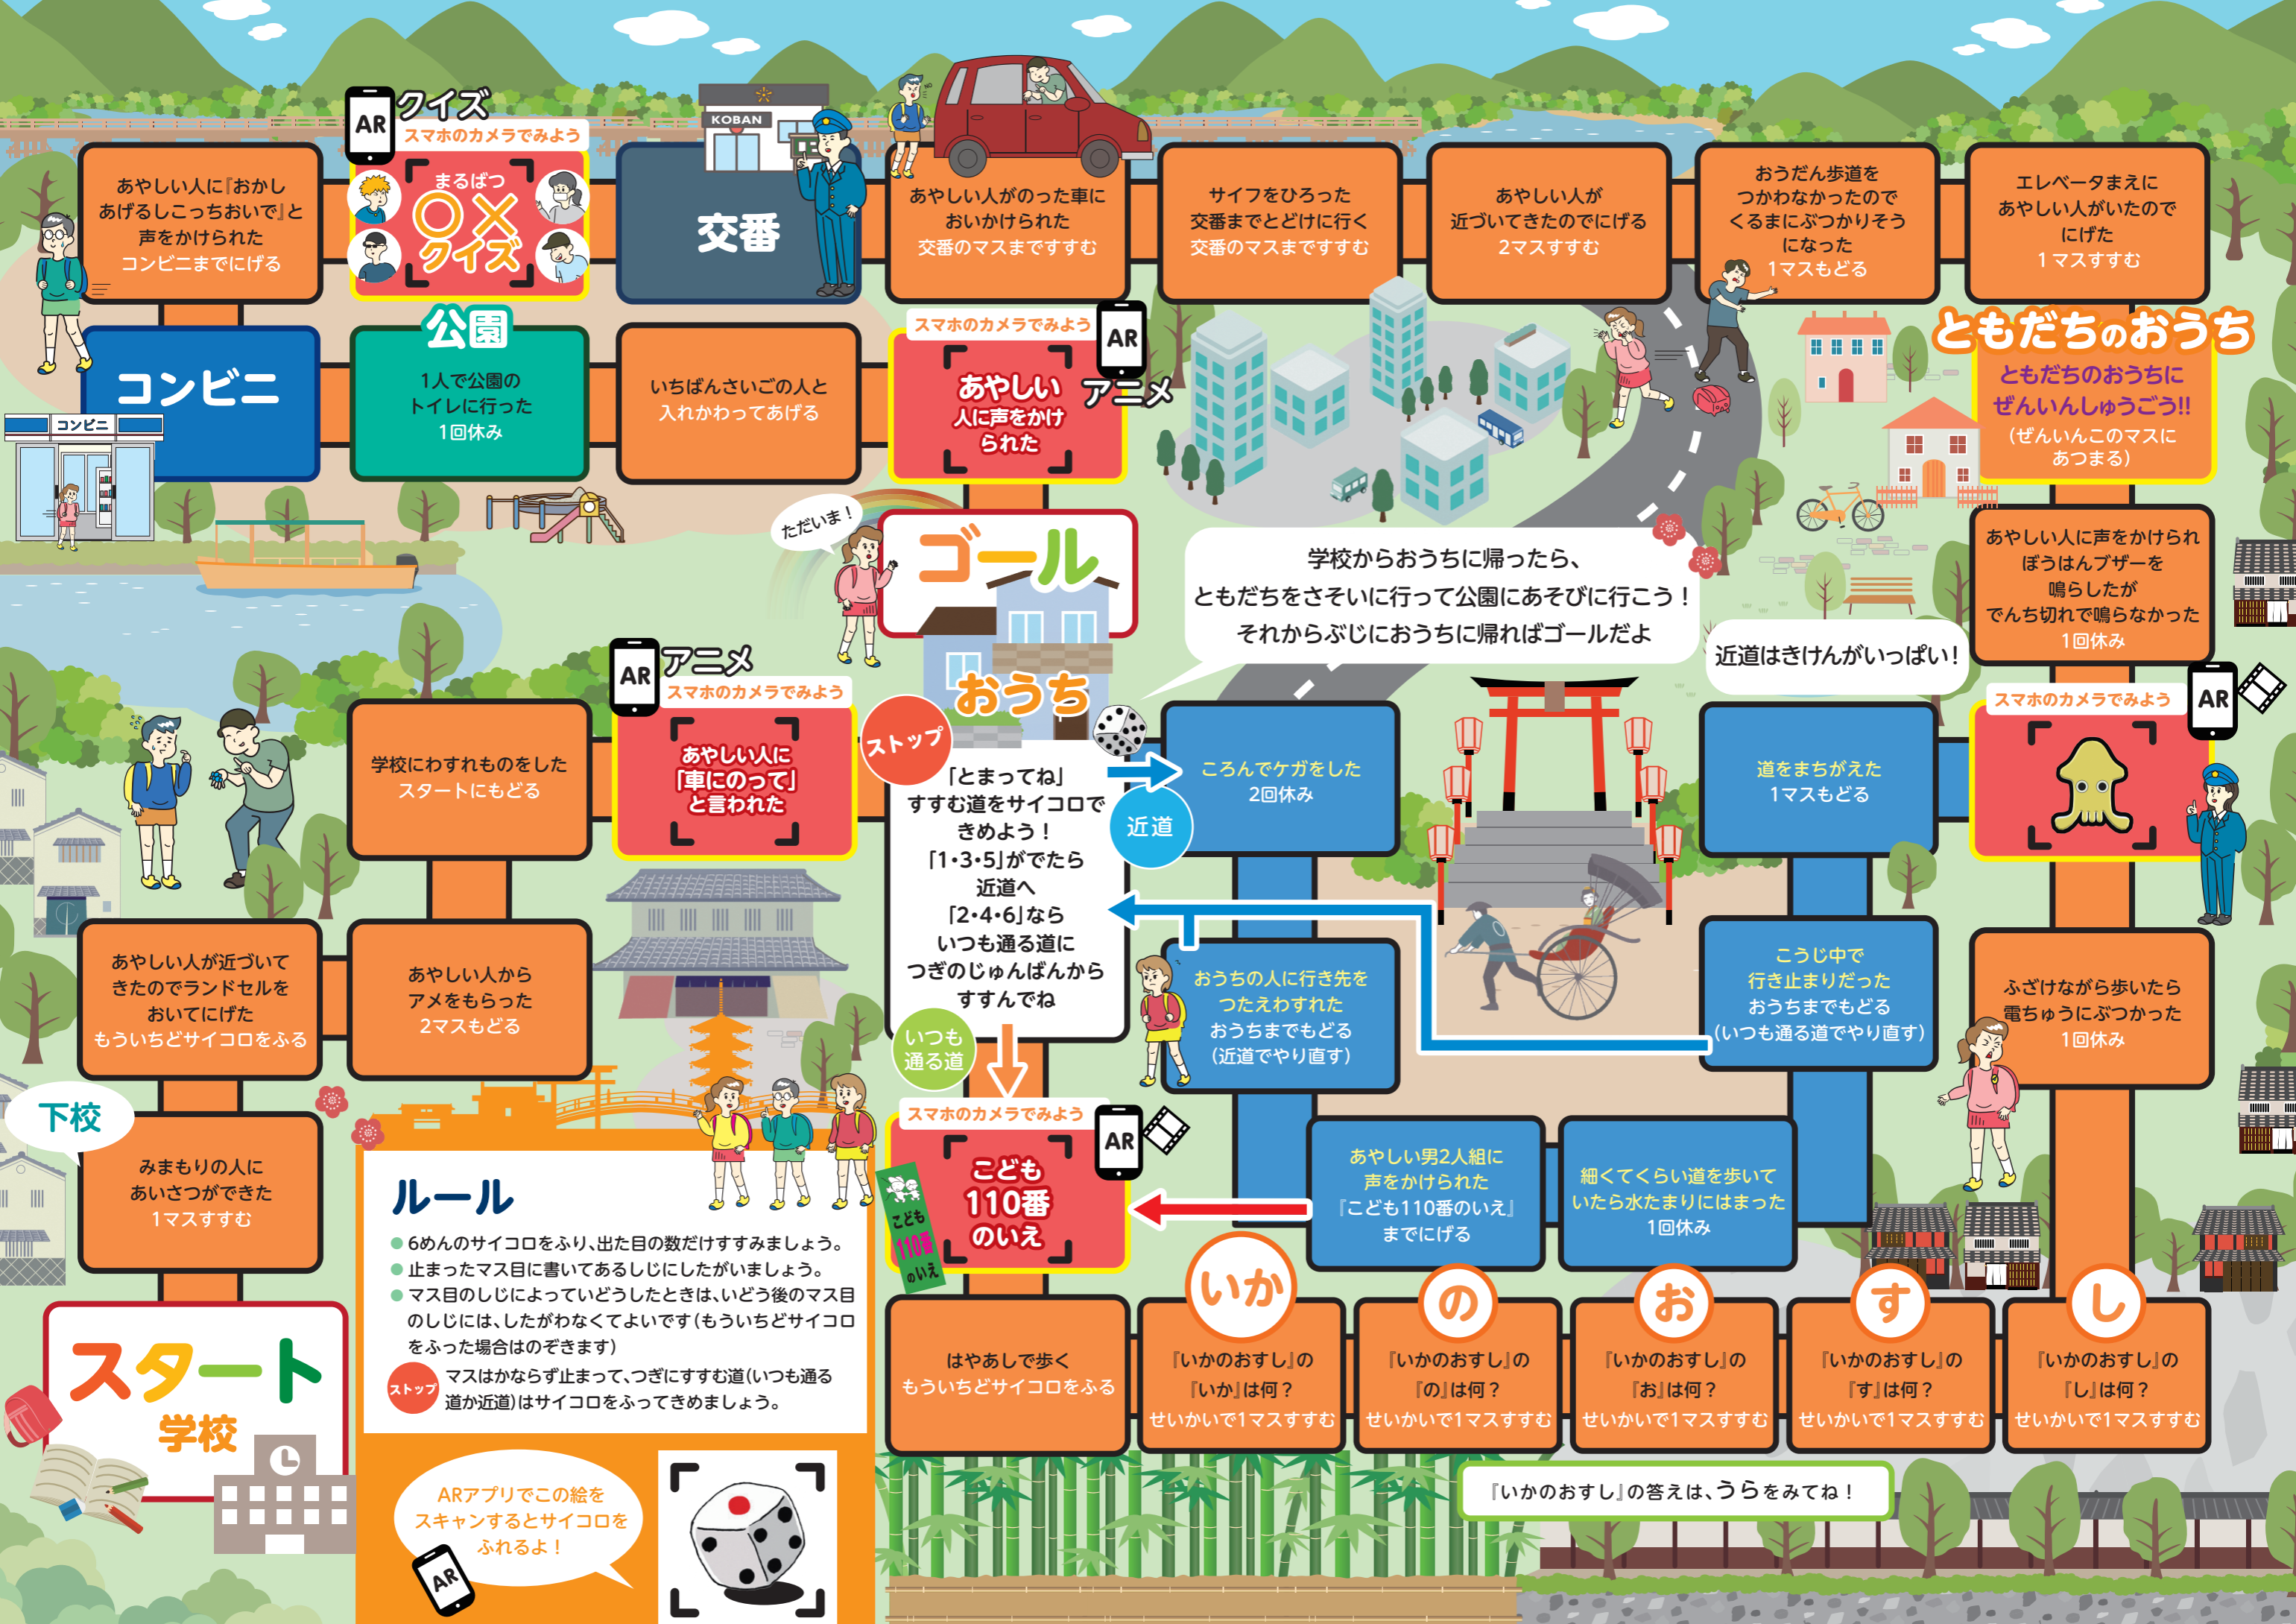 AR
クイズ
スマホのカメラでみよう
まるばつ
○×
クイズ
KOBAN
交番
あやしい人に『おかし
あげるしこっちおいで』と
声をかけられた
コンビニまでにげる
あやしい人がのった車に
おいかけられた
交番のマスまですすむ
サイフをひろった
交番までとどけに行く
交番のマスまですすむ
あやしい人が
近づいてきたのでにげる
2マスすすむ
おうだん歩道を
つかわなかったので
くるまにぶつかりそう
になった
1マスもどる
エレベータまえに
あやしい人がいたので
にげた
1マスすすむ
コンビニ
コンビニ
公園
1人で公園の
トイレに行った
1回休み
いちばんさいごの人と
入れかわってあげる
スマホのカメラでみよう
AR
アニメ
あやしい
人に声をかけ
られた
ともだちのおうち
ともだちのおうちに
ぜんいんしゅうごう!!
(ぜんいんこのマスに
あつまる)
ただいま！
ゴール
おうち
学校からおうちに帰ったら、
ともだちをさそいに行って公園にあそびに行こう！
それからぶじにおうちに帰ればゴールだよ
近道はきけんがいっぱい！
あやしい人に声をかけられ
ぼうはんブザーを
鳴らしたが
でんち切れで鳴らなかった
1回休み
スマホのカメラでみよう
AR
AR
アニメ
スマホのカメラでみよう
あやしい人に
「車にのって」
と言われた
学校にわすれものをした
スタートにもどる
ストップ
「とまってね」
すすむ道をサイコロで
きめよう！
「1・3・5」がでたら
近道へ
「2・4・6」なら
いつも通る道に
つぎのじゅんばんから
すすんでね
近道
いつも
通る道
ころんでケガをした
2回休み
道をまちがえた
1マスもどる
おうちの人に行き先を
つたえわすれた
おうちまでもどる
(近道でやり直す)
こうじ中で
行き止まりだった
おうちまでもどる
(いつも通る道でやり直す)
ふざけながら歩いたら
電ちゅうにぶつかった
1回休み
あやしい人が近づいて
きたのでランドセルを
おいてにげた
もういちどサイコロをふる
あやしい人から
アメをもらった
2マスもどる
下校
みまもりの人に
あいさつができた
1マスすすむ
スタート
学校
ルール
●6めんのサイコロをふり、出た目の数だけすすみましょう。
●止まったマス目に書いてあるしじにしたがいましょう。
●マス目のしじによっていどうしたときは、いどう後のマス目
のしじには、したがわなくてよいです(もういちどサイコロ
をふった場合はのぞきます)
ストップ
マスはかならず止まって、つぎにすすむ道(いつも通る
道か近道)はサイコロをふってきめましょう。
ARアプリでこの絵を
スキャンするとサイコロを
ふれるよ！
AR
スマホのカメラでみよう
AR
こども
110番
のいえ
こども
110番
のいえ
あやしい男2人組に
声をかけられた
『こども110番のいえ』
までにげる
細くてくらい道を歩いて
いたら水たまりにはまった
1回休み
はやあしで歩く
もういちどサイコロをふる
いか
『いかのおすし』の
『いか』は何？
せいかいで1マスすすむ
の
『いかのおすし』の
『の』は何？
せいかいで1マスすすむ
お
『いかのおすし』の
『お』は何？
せいかいで1マスすすむ
す
『いかのおすし』の
『す』は何？
せいかいで1マスすすむ
し
『いかのおすし』の
『し』は何？
せいかいで1マスすすむ
『いかのおすし』の答えは、うらをみてね！